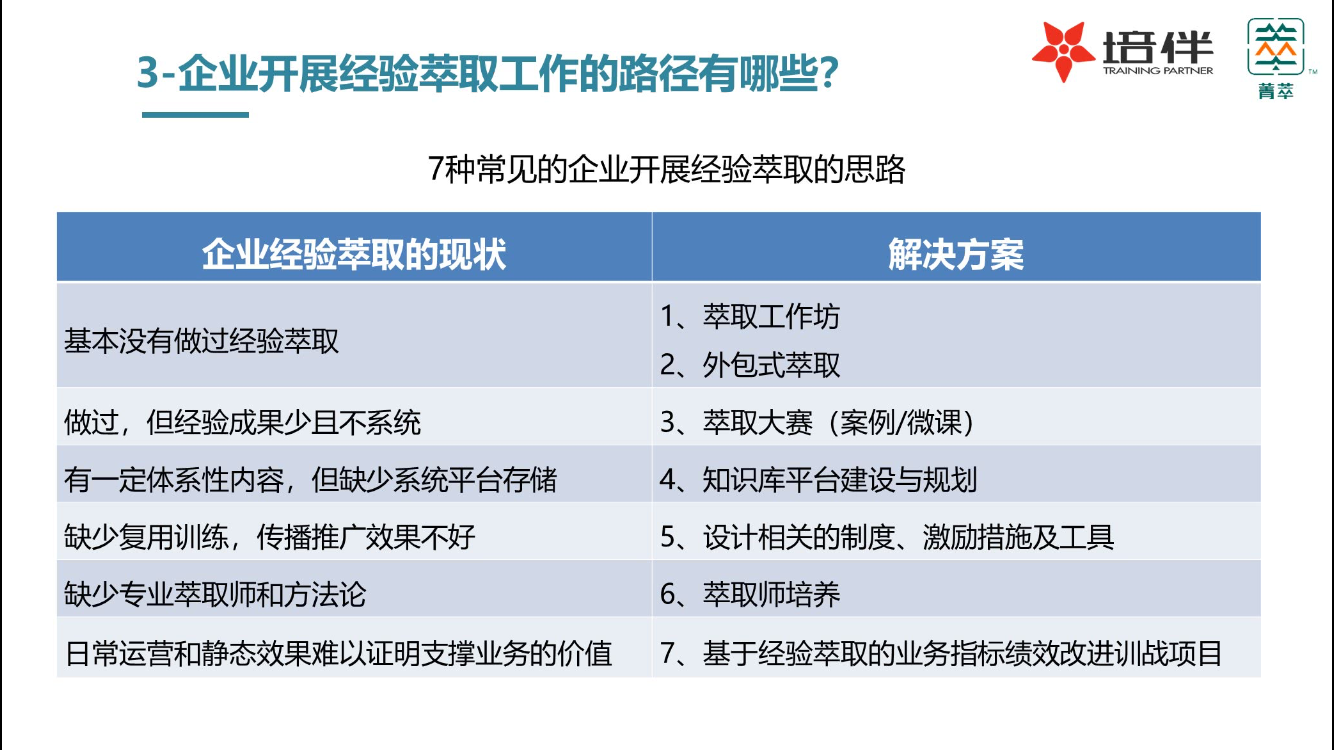 3-企业开展经验萃取工作的路径有哪些？
培伴
TRAINING PARTNER
萃
TM
菁萃
7种常见的企业开展经验萃取的思路
企业经验萃取的现状
解决方案
基本没有做过经验萃取
1、萃取工作坊
2、外包式萃取
做过，但经验成果少且不系统
3、萃取大赛（案例/微课）
有一定体系性内容，但缺少系统平台存储
4、知识库平台建设与规划
缺少复用训练，传播推广效果不好
5、设计相关的制度、激励措施及工具
缺少专业萃取师和方法论
6、萃取师培养
日常运营和静态效果难以证明支撑业务的价值
7、基于经验萃取的业务指标绩效改进训战项目